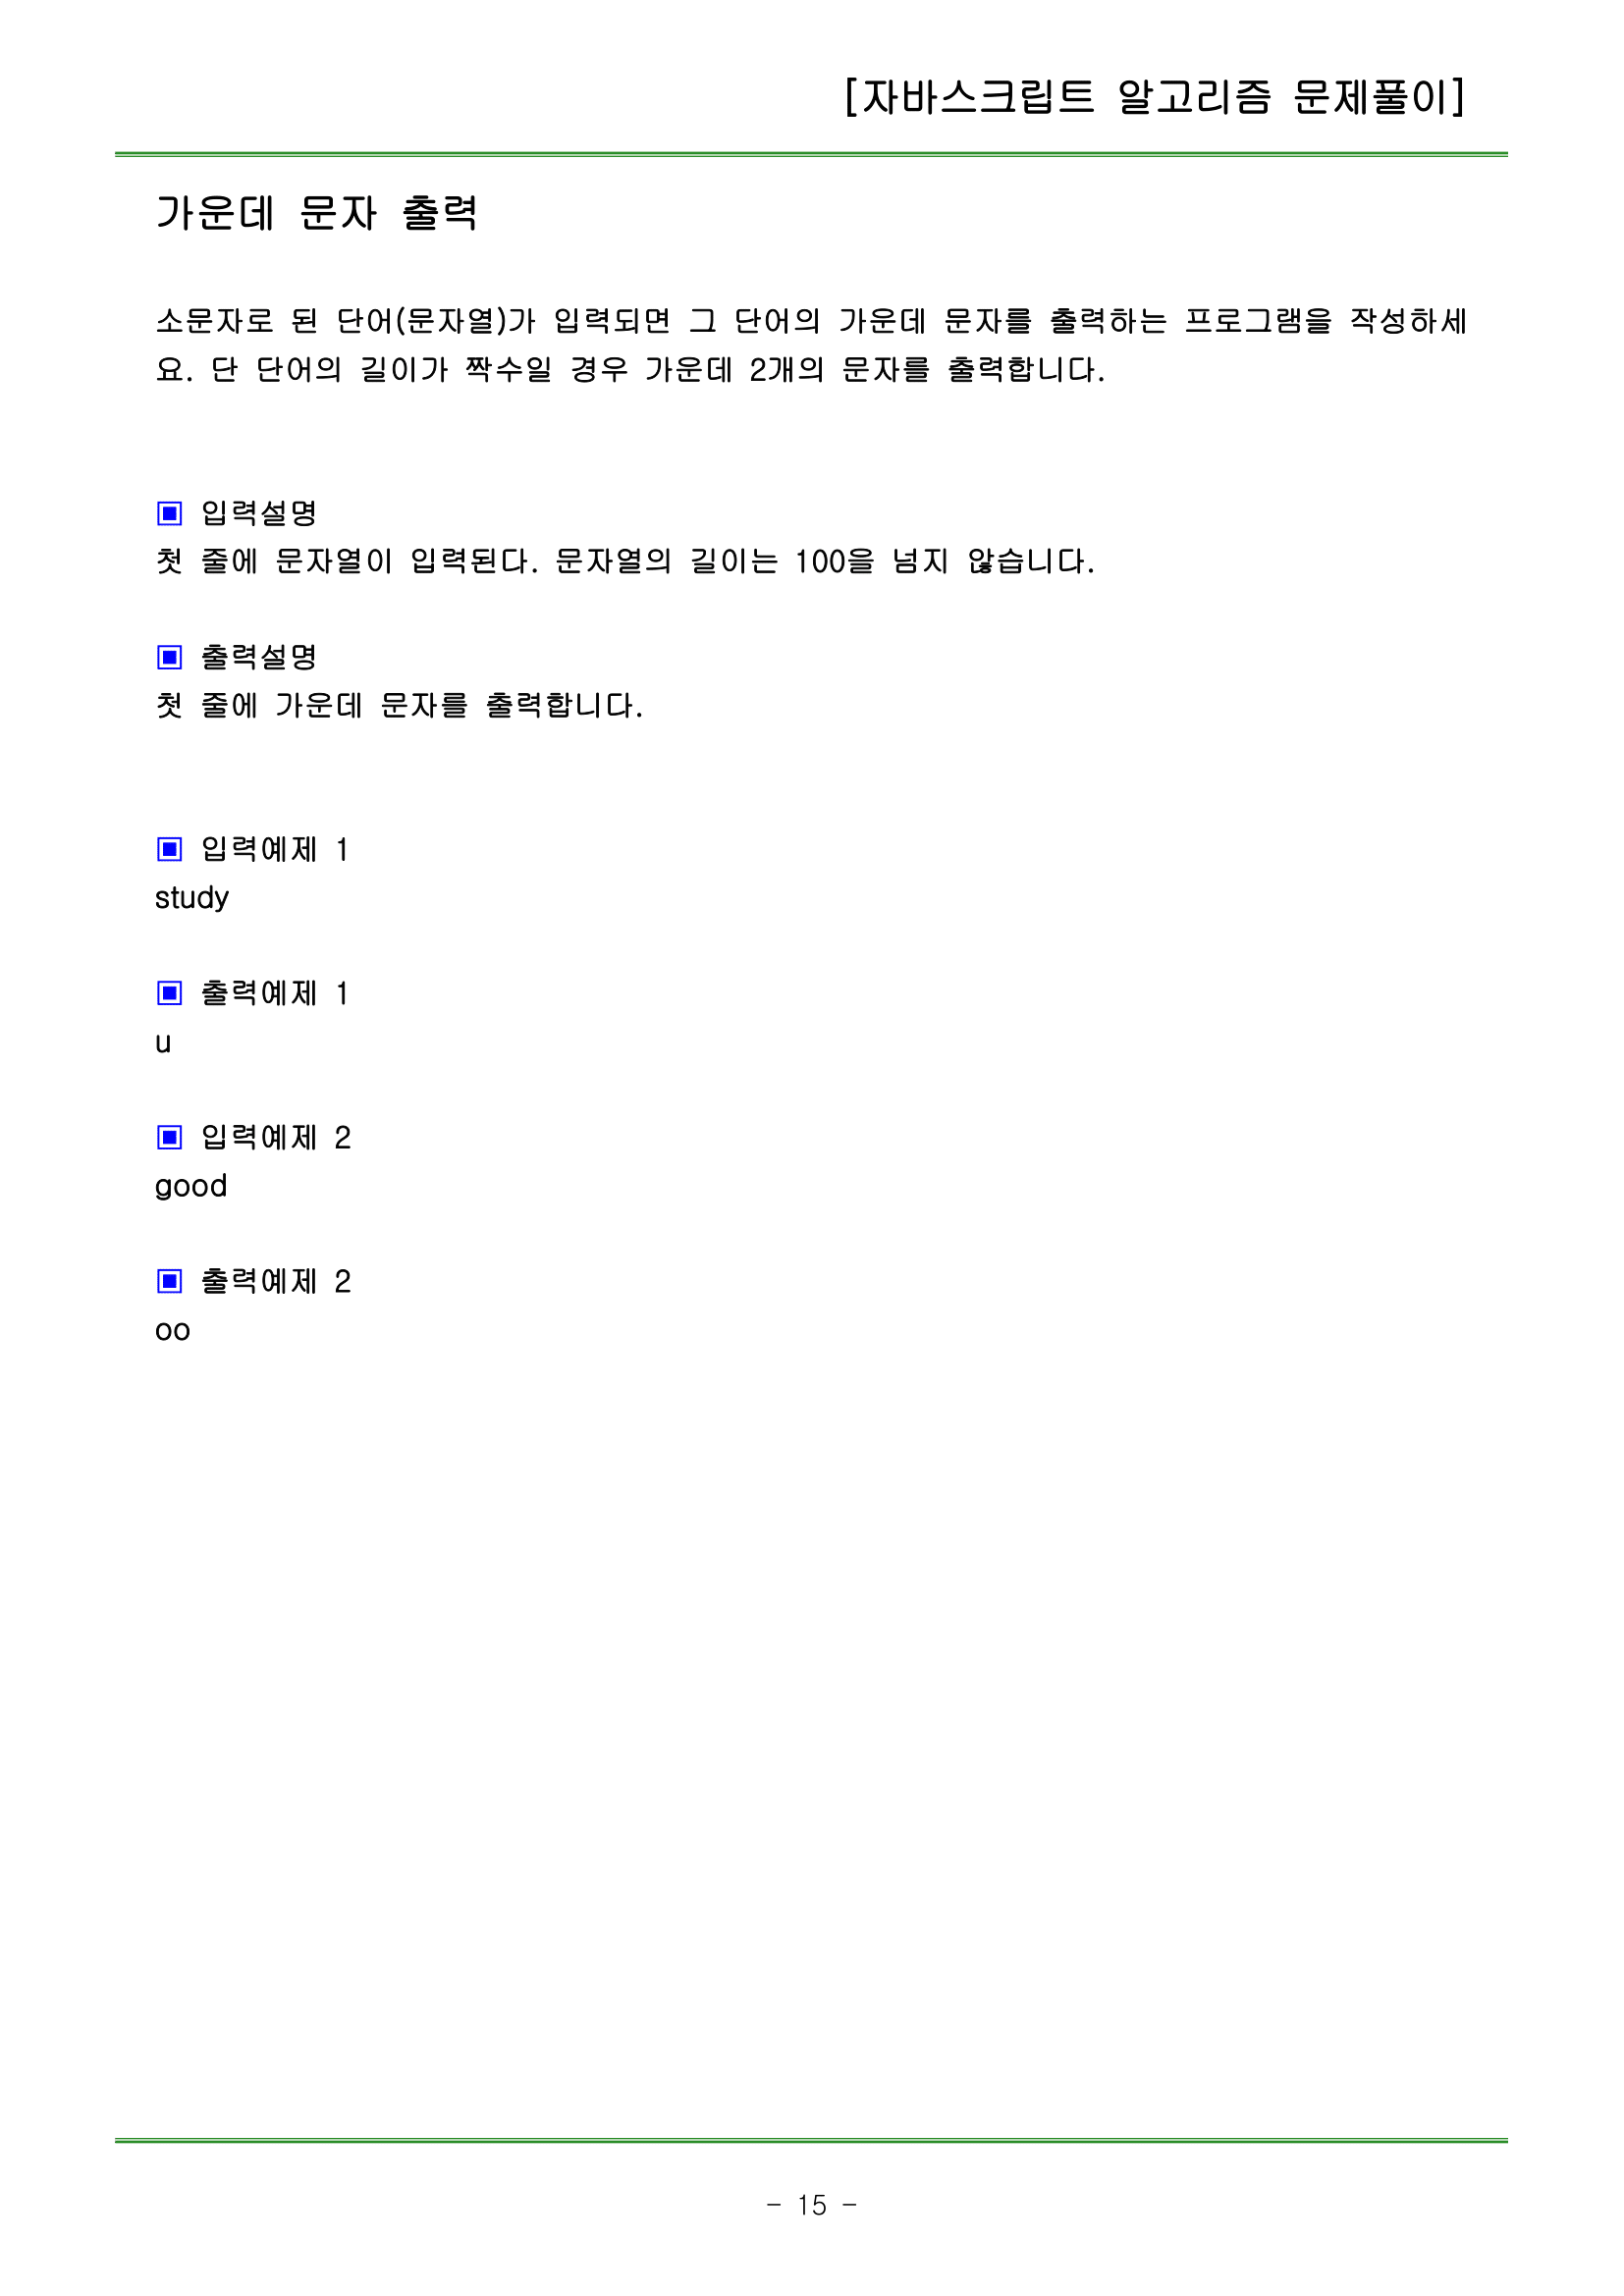 [자바스크립트 알고리즘 문제풀이]
가운데 문자 출력
소문자로 된 단어(문자열)가 입력되면 그 단어의 가운데 문자를 출력하는 프로그램을 작성하세
요. 단 단어의 길이가 짝수일 경우 가운데 2개의 문자를 출력합니다.
▣ 입력설명
첫 줄에 문자열이 입력된다. 문자열의 길이는 100을 넘지 않습니다.
▣ 출력설명
첫 줄에 가운데 문자를 출력합니다.
▣ 입력예제 1
study
▣ 출력예제 1
u
▣ 입력예제 2
good
▣ 출력예제 2
oo
- 15 -